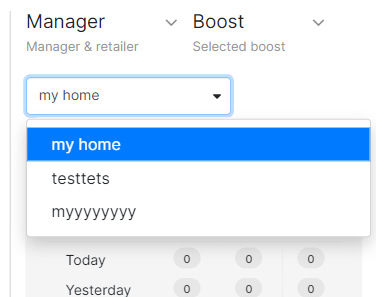 Manager Boost
Manager & retailer Selected boost
my home
my home
testtets
myyyyyyyy
Today 0 0 0
Yesterday 0 0 0